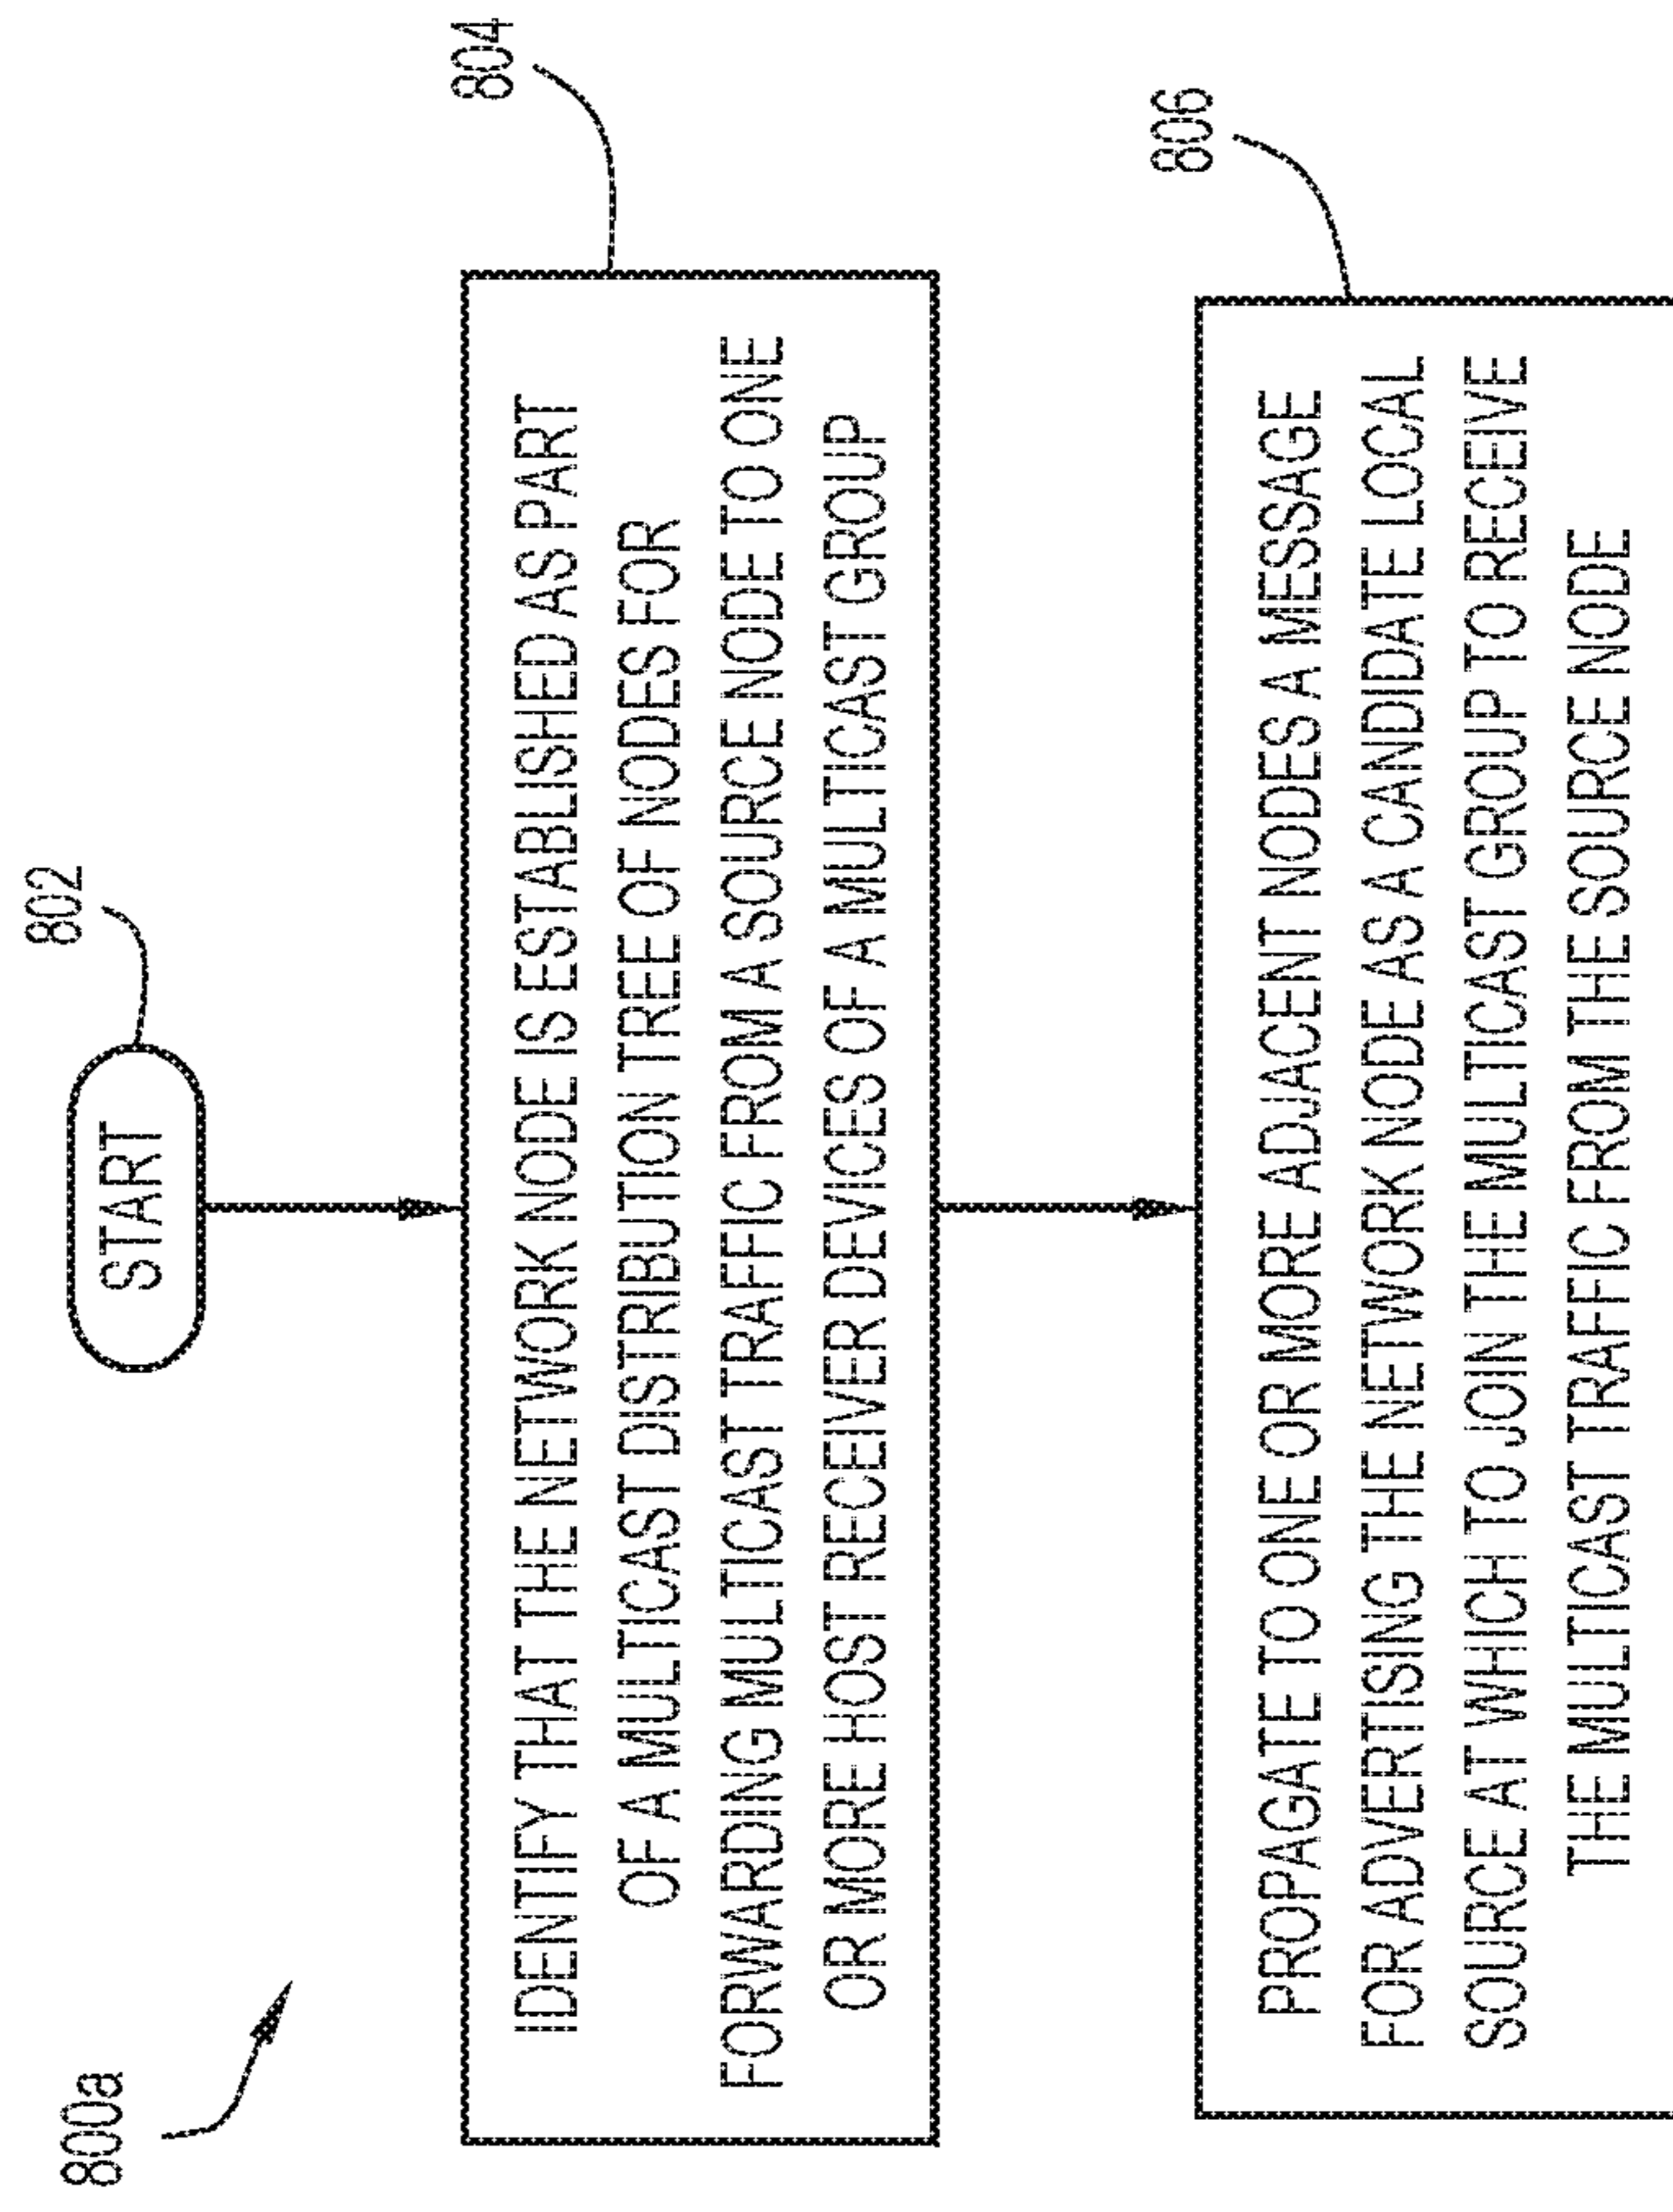 800a
802
START
804
IDENTIFY THAT THE NETWORK NODE IS ESTABLISHED AS PART
OF A MULTICAST DISTRIBUTION TREE OF NODES FOR
FORWARDING MULTICAST TRAFFIC FROM A SOURCE NODE TO ONE
OR MORE HOST RECEIVER DEVICES OF A MULTICAST GROUP
806
PROPAGATE TO ONE OR MORE ADJACENT NODES A MESSAGE
FOR ADVERTISING THE NETWORK NODE AS A CANDIDATE LOCAL
SOURCE AT WHICH TO JOIN THE MULTICAST GROUP TO RECEIVE
THE MULTICAST TRAFFIC FROM THE SOURCE NODE